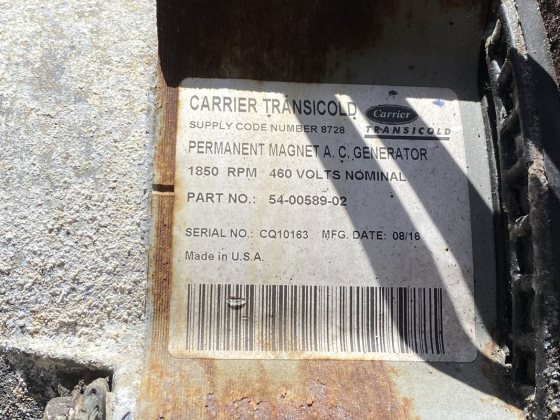 CARRIER TRANSICOLD
Carrier
TRANSICOLD
SUPPLY CODE NUMBER 8728
PERMANENT MAGNET A.C. GENERATOR
1850 RPM 460 VOLTS NOMINAL
PART NO.: 54-00589-02
SERIAL NO.: CQ10163 MFG. DATE: 08/16
Made in U.S.A.